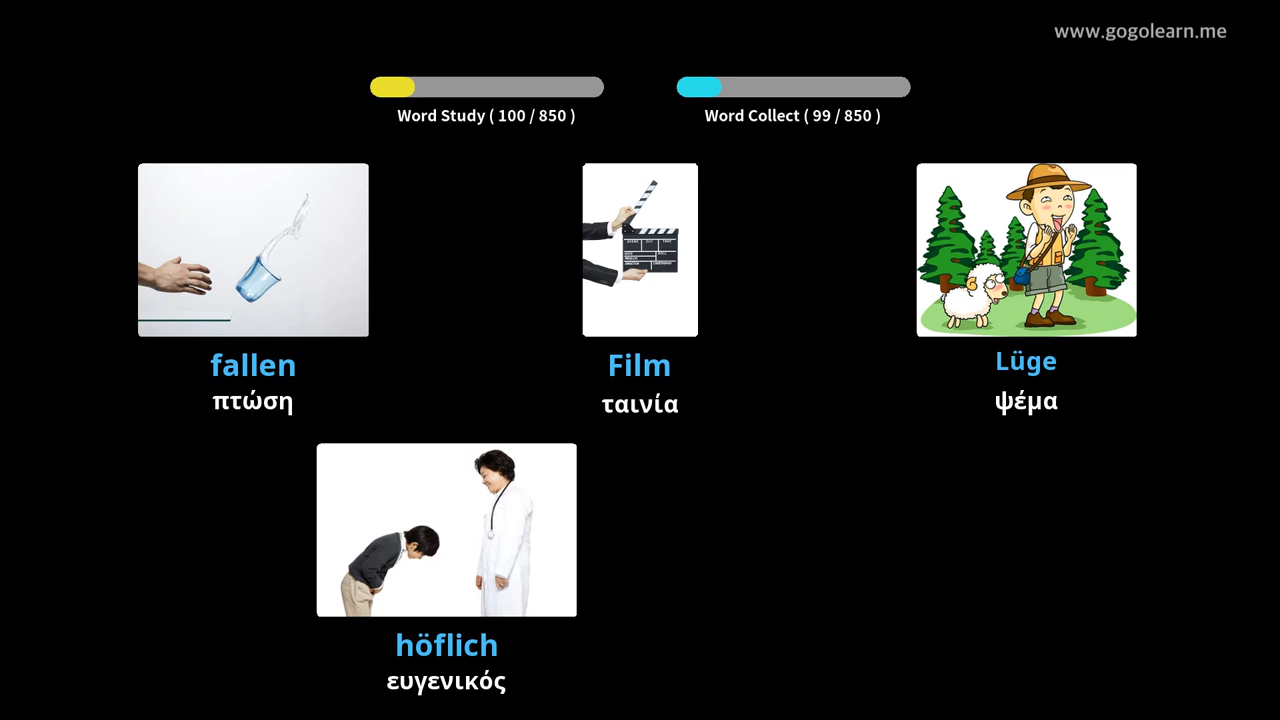 www.gogolearn.me
Word Study ( 100 / 850 )
Word Collect ( 99 / 850 )
fallen
πτώση
Film
ταινία
Lüge
ψέμα
höflich
ευγενικός